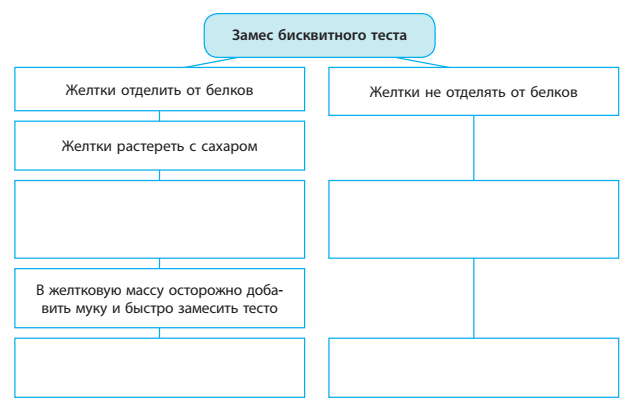 Замес бисквитного теста
Желтки отделить от белков
Желтки не отделять от белков
Желтки растереть с сахаром
В желтковую массу осторожно доба-
вить муку и быстро замесить тесто